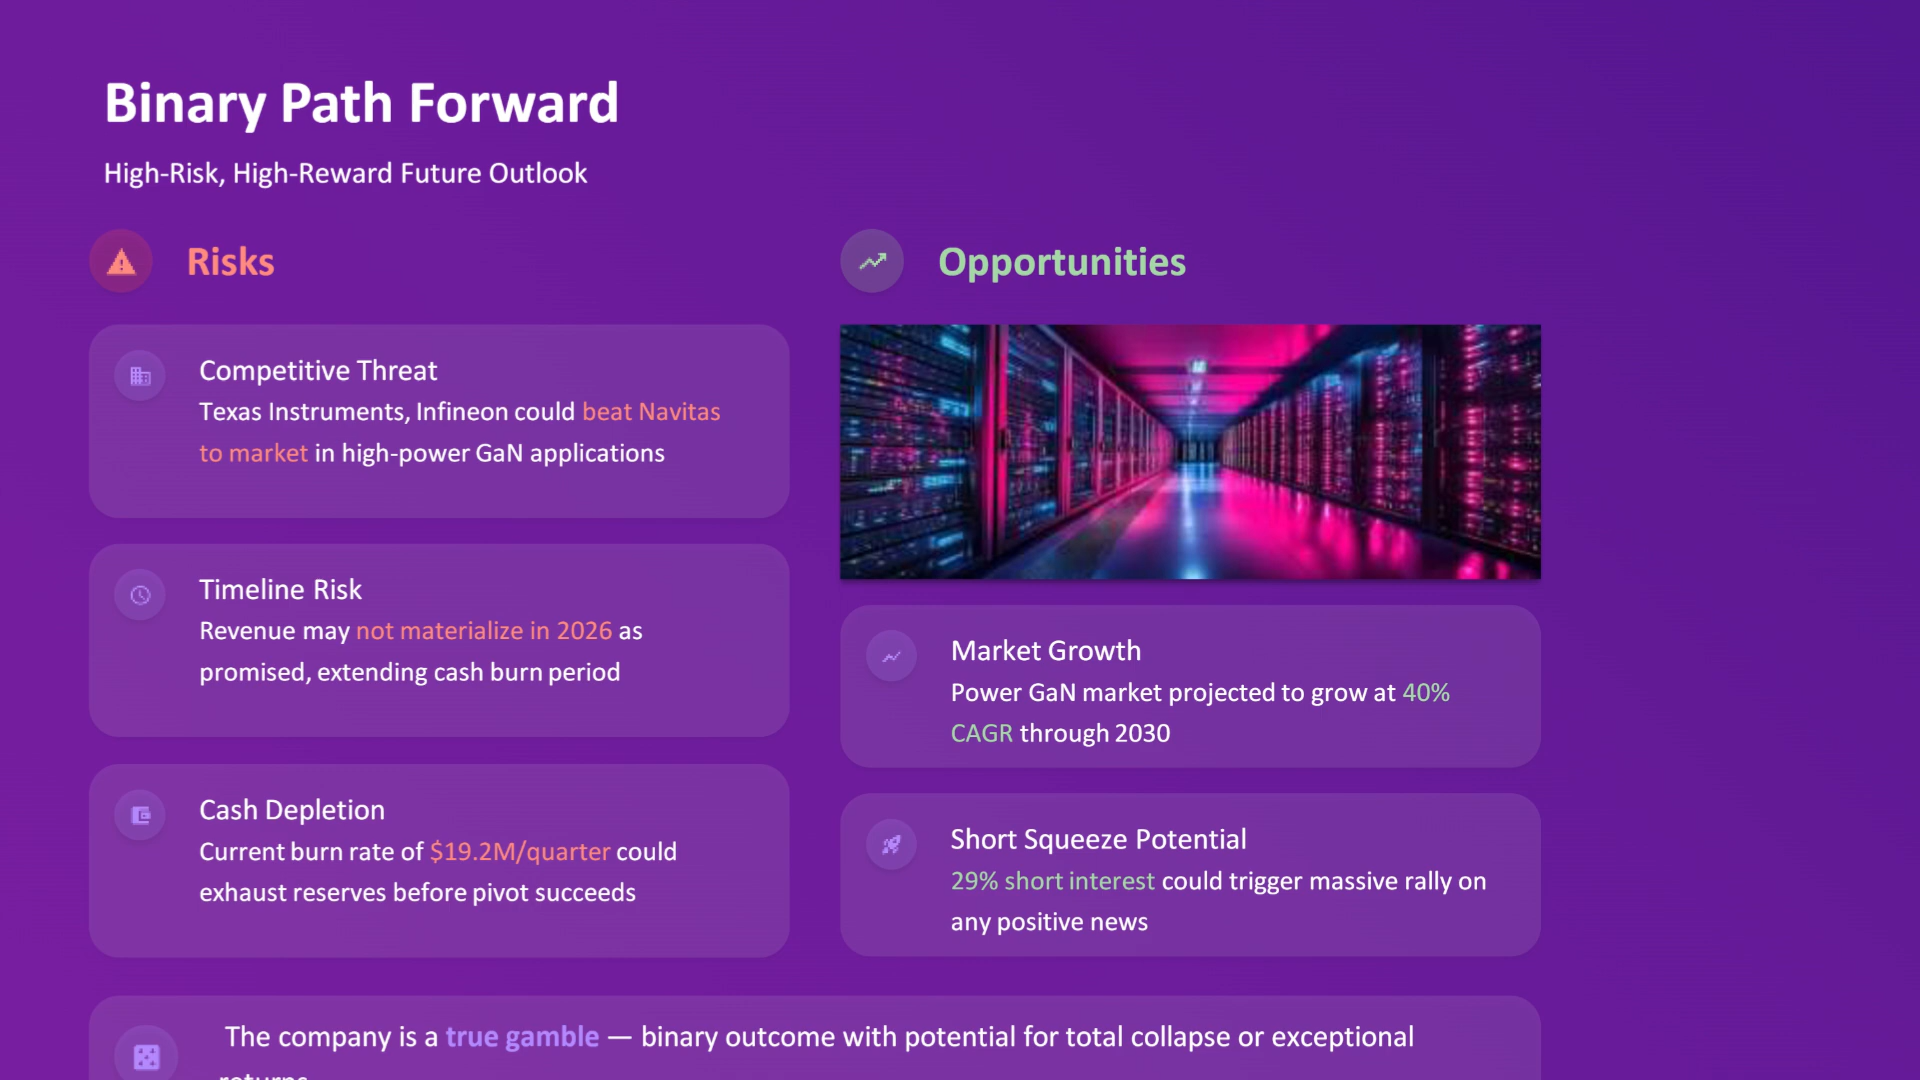 Binary Path Forward
High-Risk, High-Reward Future Outlook
Risks
Competitive Threat
Texas Instruments, Infineon could beat Navitas
to market in high-power GaN applications
Timeline Risk
Revenue may not materialize in 2026 as
promised, extending cash burn period
Cash Depletion
Current burn rate of $19.2M/quarter could
exhaust reserves before pivot succeeds
Opportunities
Market Growth
Power GaN market projected to grow at 40%
CAGR through 2030
Short Squeeze Potential
29% short interest could trigger massive rally on
any positive news
The company is a true gamble — binary outcome with potential for total collapse or exceptional
returns